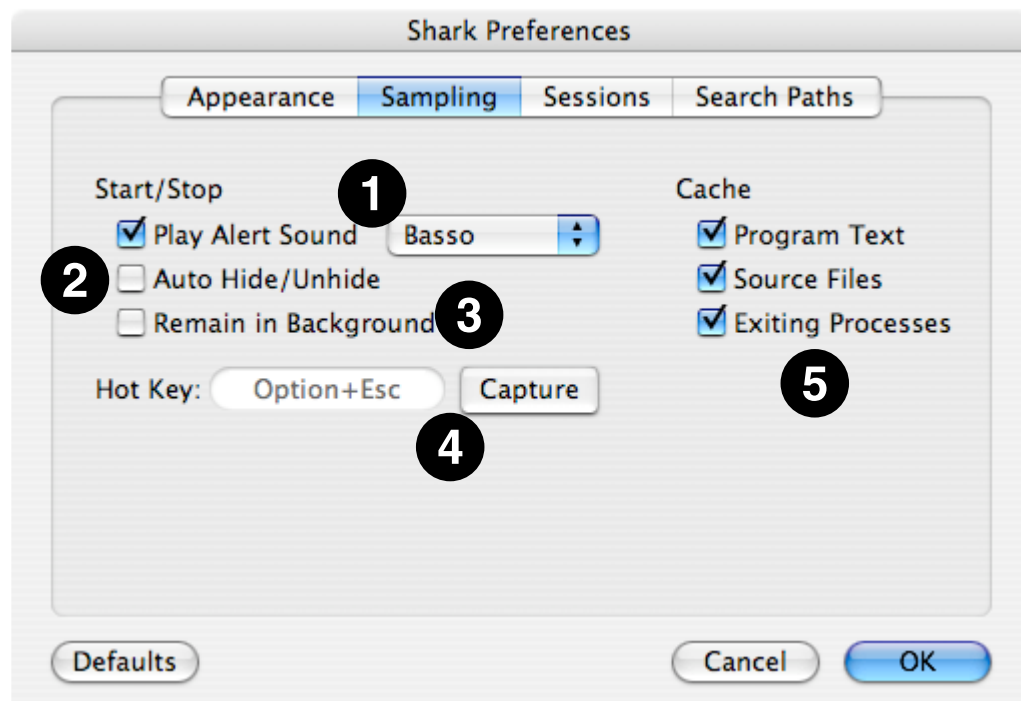 Shark Preferences
Appearance Sampling Sessions Search Paths
Start/Stop
1
Cache
Play Alert Sound Basso
Program Text
2
Auto Hide/Unhide
Source Files
Remain in Background
3
Exiting Processes
Hot Key: Option+Esc Capture
5
4
Defaults Cancel OK